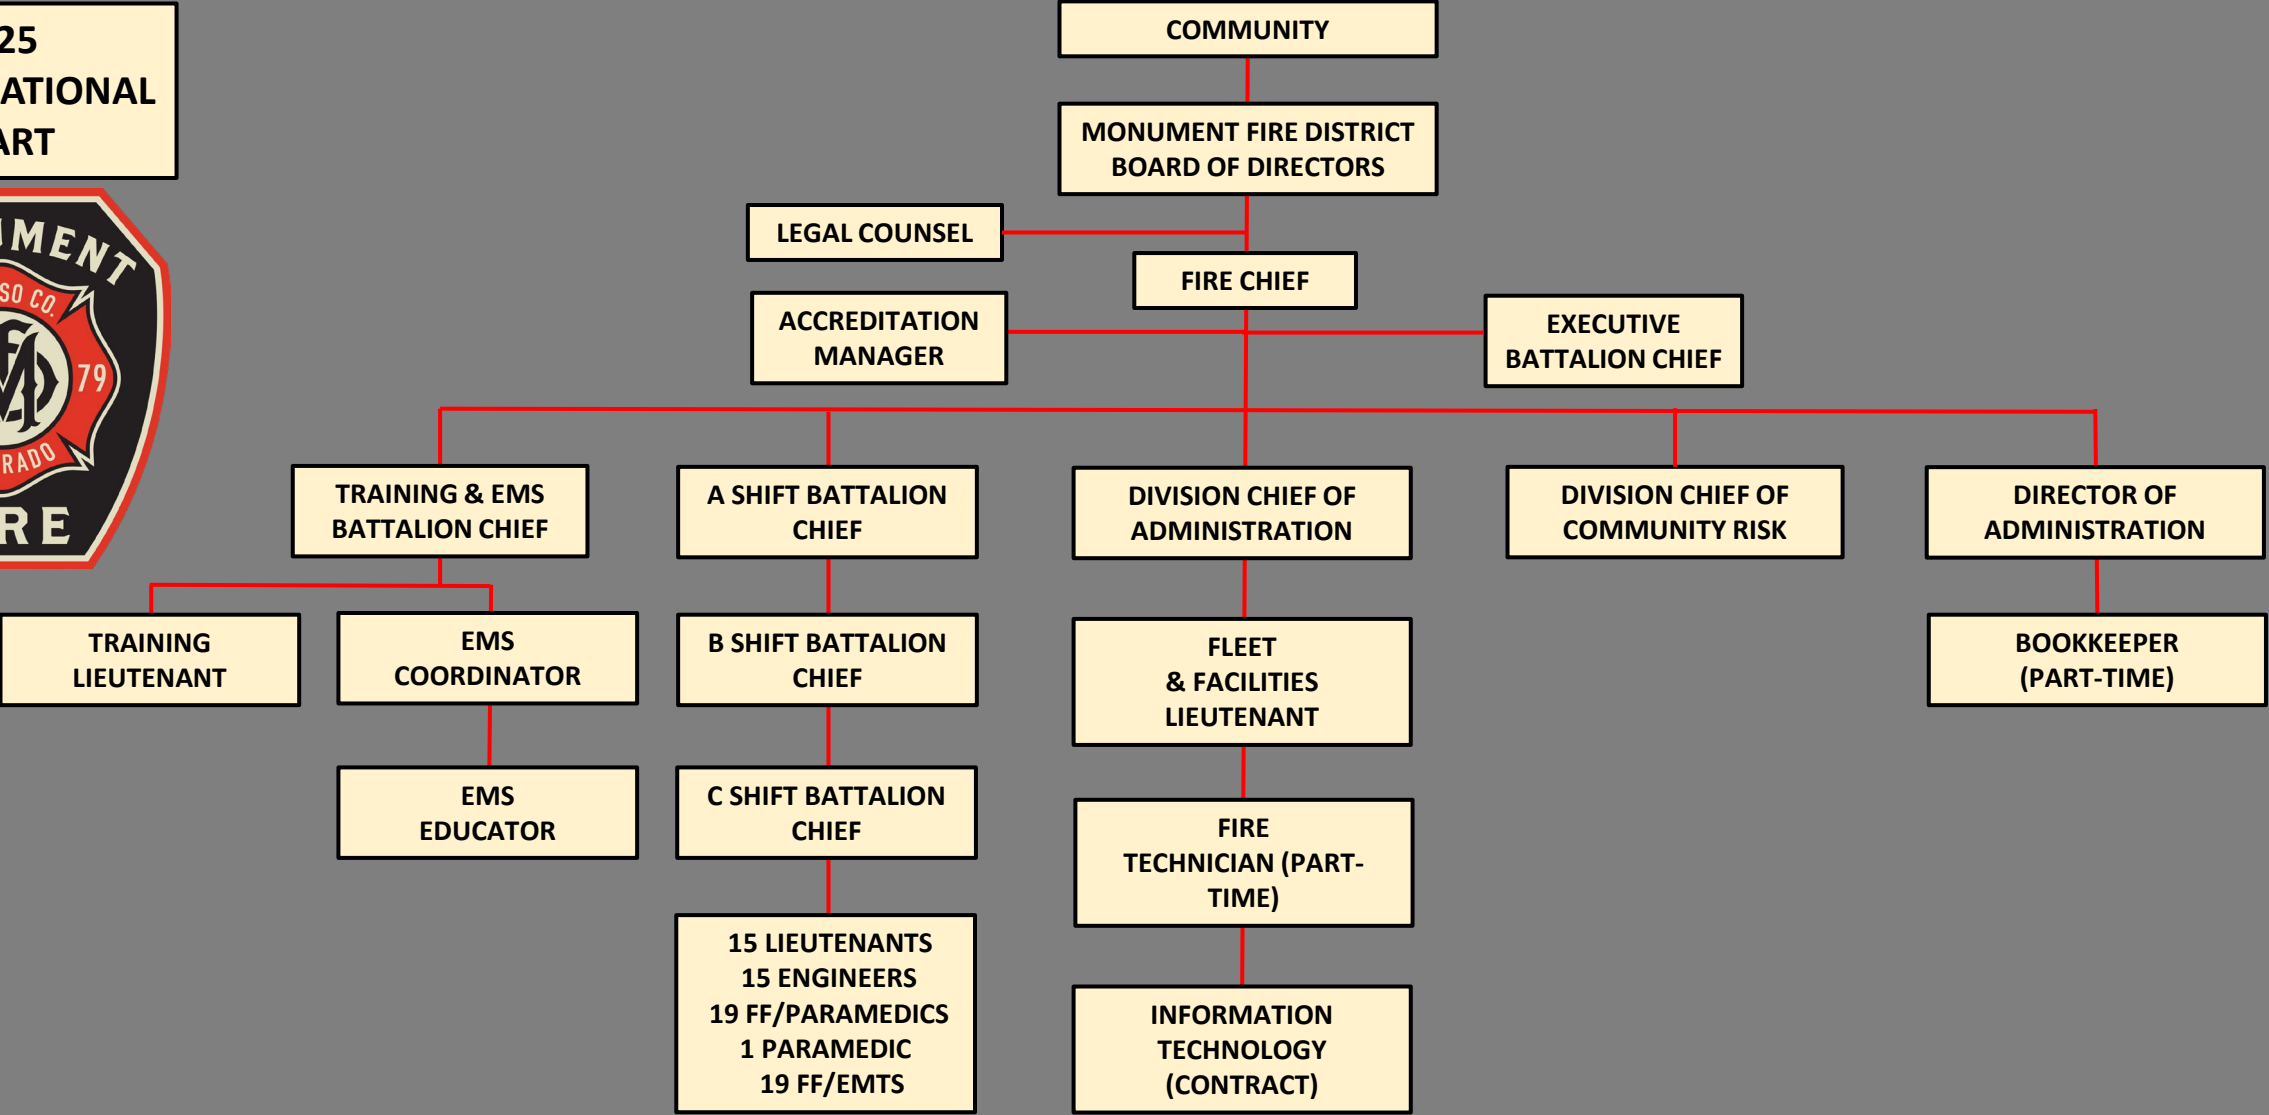 25
COMMUNITY
MONUMENT FIRE DISTRICT
BOARD OF DIRECTORS
LEGAL COUNSEL
FIRE CHIEF
ACCREDITATION
MANAGER
EXECUTIVE
BATTALION CHIEF
79
TRAINING & EMS
BATTALION CHIEF
A SHIFT BATTALION
CHIEF
DIVISION CHIEF OF
ADMINISTRATION
DIVISION CHIEF OF
COMMUNITY RISK
DIRECTOR OF
ADMINISTRATION
TRAINING
LIEUTENANT
EMS
COORDINATOR
B SHIFT BATTALION
CHIEF
FLEET
& FACILITIES
LIEUTENANT
BOOKKEEPER
(PART-TIME)
EMS
EDUCATOR
C SHIFT BATTALION
CHIEF
FIRE
TECHNICIAN (PART-
TIME)
15 LIEUTENANTS
15 ENGINEERS
19 FF/PARAMEDICS
1 PARAMEDIC
19 FF/EMTS
INFORMATION
TECHNOLOGY
(CONTRACT)